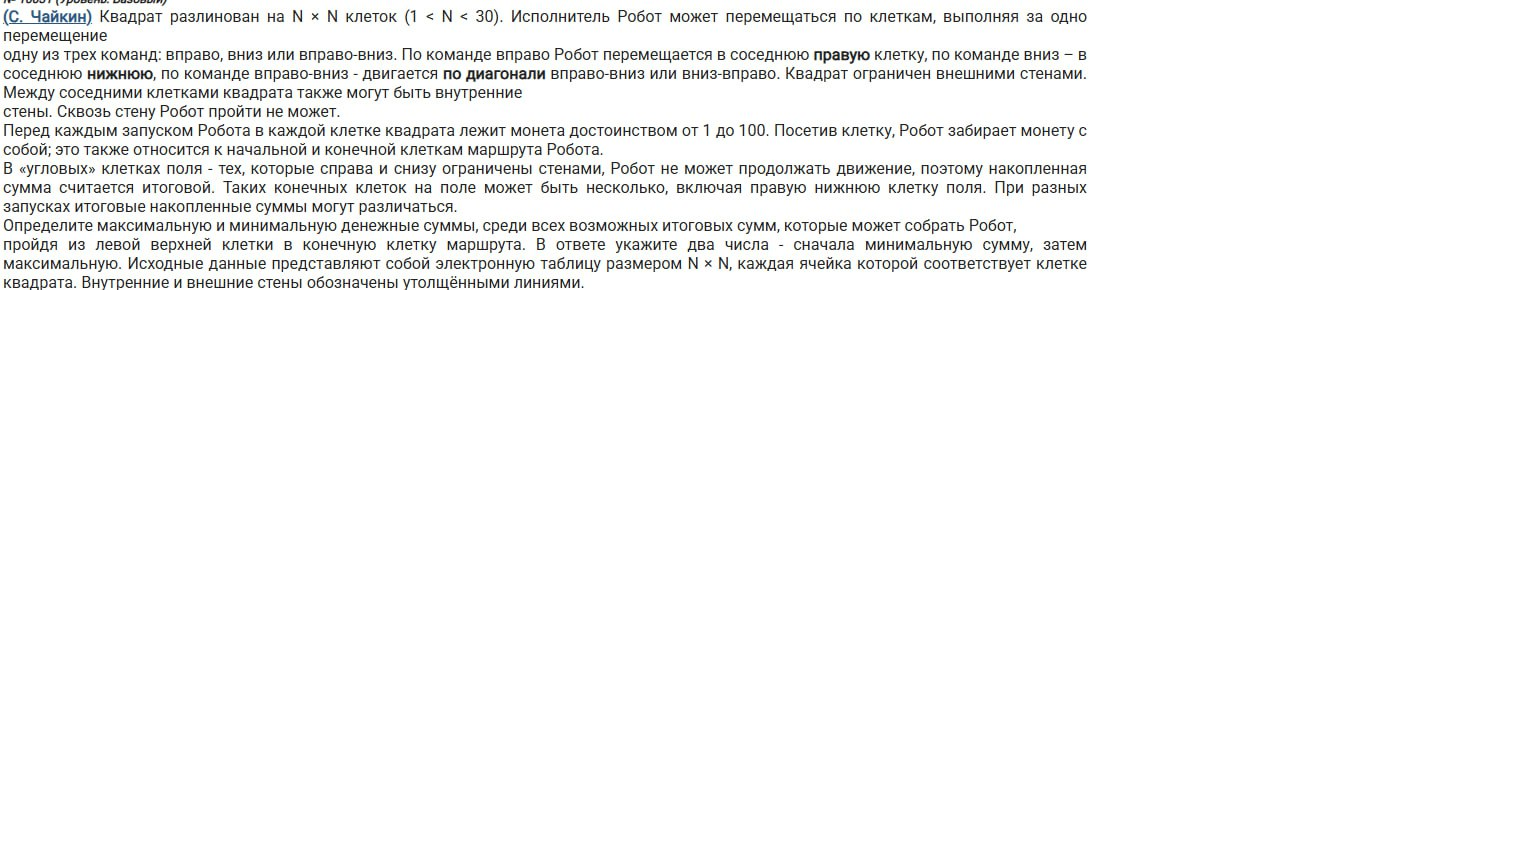 (С. Чайкин) Квадрат разлинован на N × N клеток (1 < N < 30). Исполнитель Робот может перемещаться по клеткам, выполняя за одно
перемещение
одну из трех команд: вправо, вниз или вправо-вниз. По команде вправо Робот перемещается в соседнюю правую клетку, по команде вниз – в
соседнюю нижнюю, по команде вправо-вниз - двигается по диагонали вправо-вниз или вниз-вправо. Квадрат ограничен внешними стенами.
Между соседними клетками квадрата также могут быть внутренние
стены. Сквозь стену Робот пройти не может.
Перед каждым запуском Робота в каждой клетке квадрата лежит монета достоинством от 1 до 100. Посетив клетку, Робот забирает монету с
собой; это также относится к начальной и конечной клеткам маршрута Робота.
В «угловых» клетках поля - тех, которые справа и снизу ограничены стенами, Робот не может продолжать движение, поэтому накопленная
сумма считается итоговой. Таких конечных клеток на поле может быть несколько, включая правую нижнюю клетку поля. При разных
запусках итоговые накопленные суммы могут различаться.
Определите максимальную и минимальную денежные суммы, среди всех возможных итоговых сумм, которые может собрать Робот,
пройдя из левой верхней клетки в конечную клетку маршрута. В ответе укажите два числа - сначала минимальную сумму, затем
максимальную. Исходные данные представляют собой электронную таблицу размером N × N, каждая ячейка которой соответствует клетке
квадрата. Внутренние и внешние стены обозначены утолщёнными линиями.